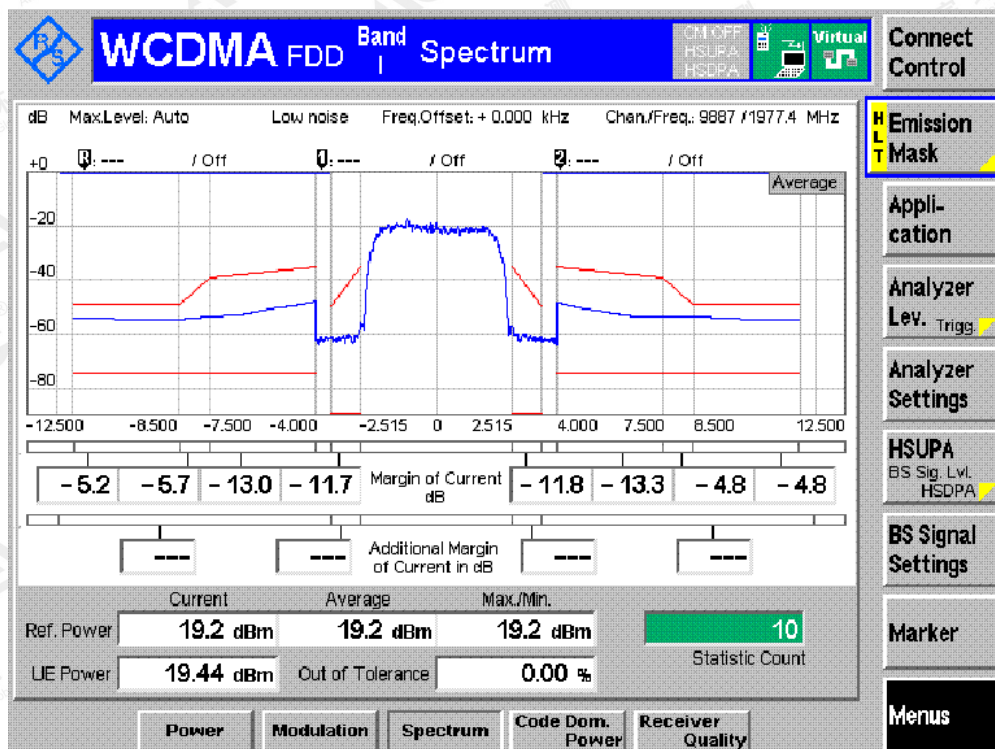 R/S
WCDMA FDD Band I Spectrum
CM OFF
HSUPA
HSDPA
Virtual
Connect Control
dB Max.Level: Auto Low noise Freq.Offset: + 0.000 kHz Chan./Freq.: 9887 / 1977.4 MHz
R: --- / Off 1: --- / Off 2: --- / Off
Average
+0
-20
-40
-60
-80
-12.500 -8.500 -7.500 -4.000 -2.515 0 2.515 4.000 7.500 8.500 12.500
- 5.2 - 5.7 - 13.0 - 11.7 Margin of Current dB - 11.8 - 13.3 - 4.8 - 4.8
--- --- Additional Margin of Current in dB --- ---
Current Average Max./Min.
Ref. Power 19.2 dBm 19.2 dBm 19.2 dBm 10
Statistic Count
UE Power 19.44 dBm Out of Tolerance 0.00 %
HLT
Emission Mask
Appli-
cation
Analyzer
Lev. Trigg.
Analyzer
Settings
HSUPA
BS Sig. Lvl.
HSDPA
BS Signal
Settings
Marker
Menus
Power Modulation Spectrum Code Dom. Power Receiver Quality